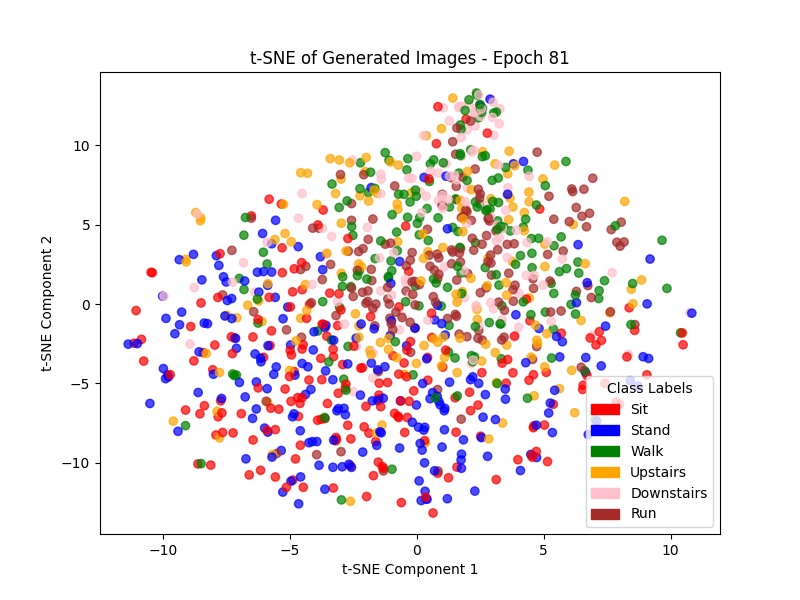 t-SNE of Generated Images - Epoch 81
t-SNE Component 2
10
5
0
−5
−10
−10
−5
0
5
10
t-SNE Component 1
Class Labels
Sit
Stand
Walk
Upstairs
Downstairs
Run